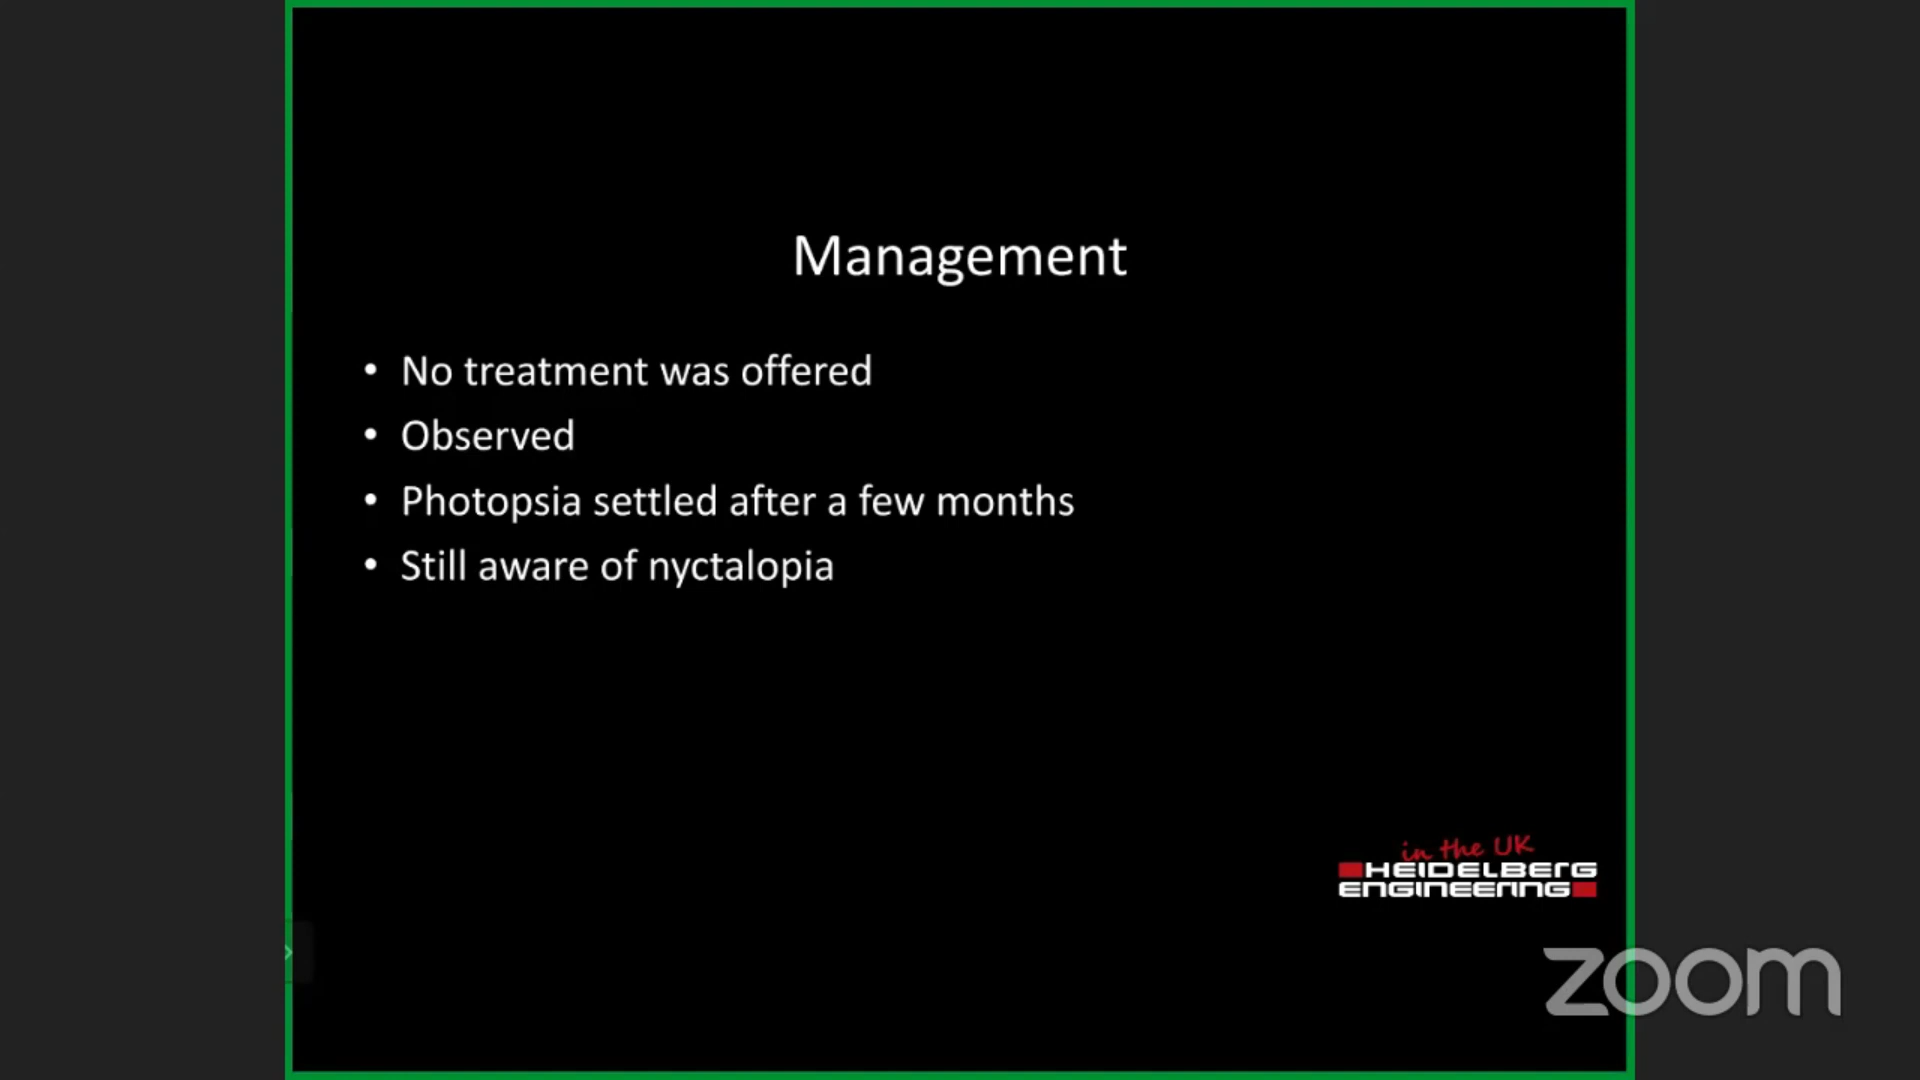 Management
• No treatment was offered
• Observed
• Photopsia settled after a few months
• Still aware of nyctalopia
in the UK
HEIDELBERG
ENGINEERING
zoom